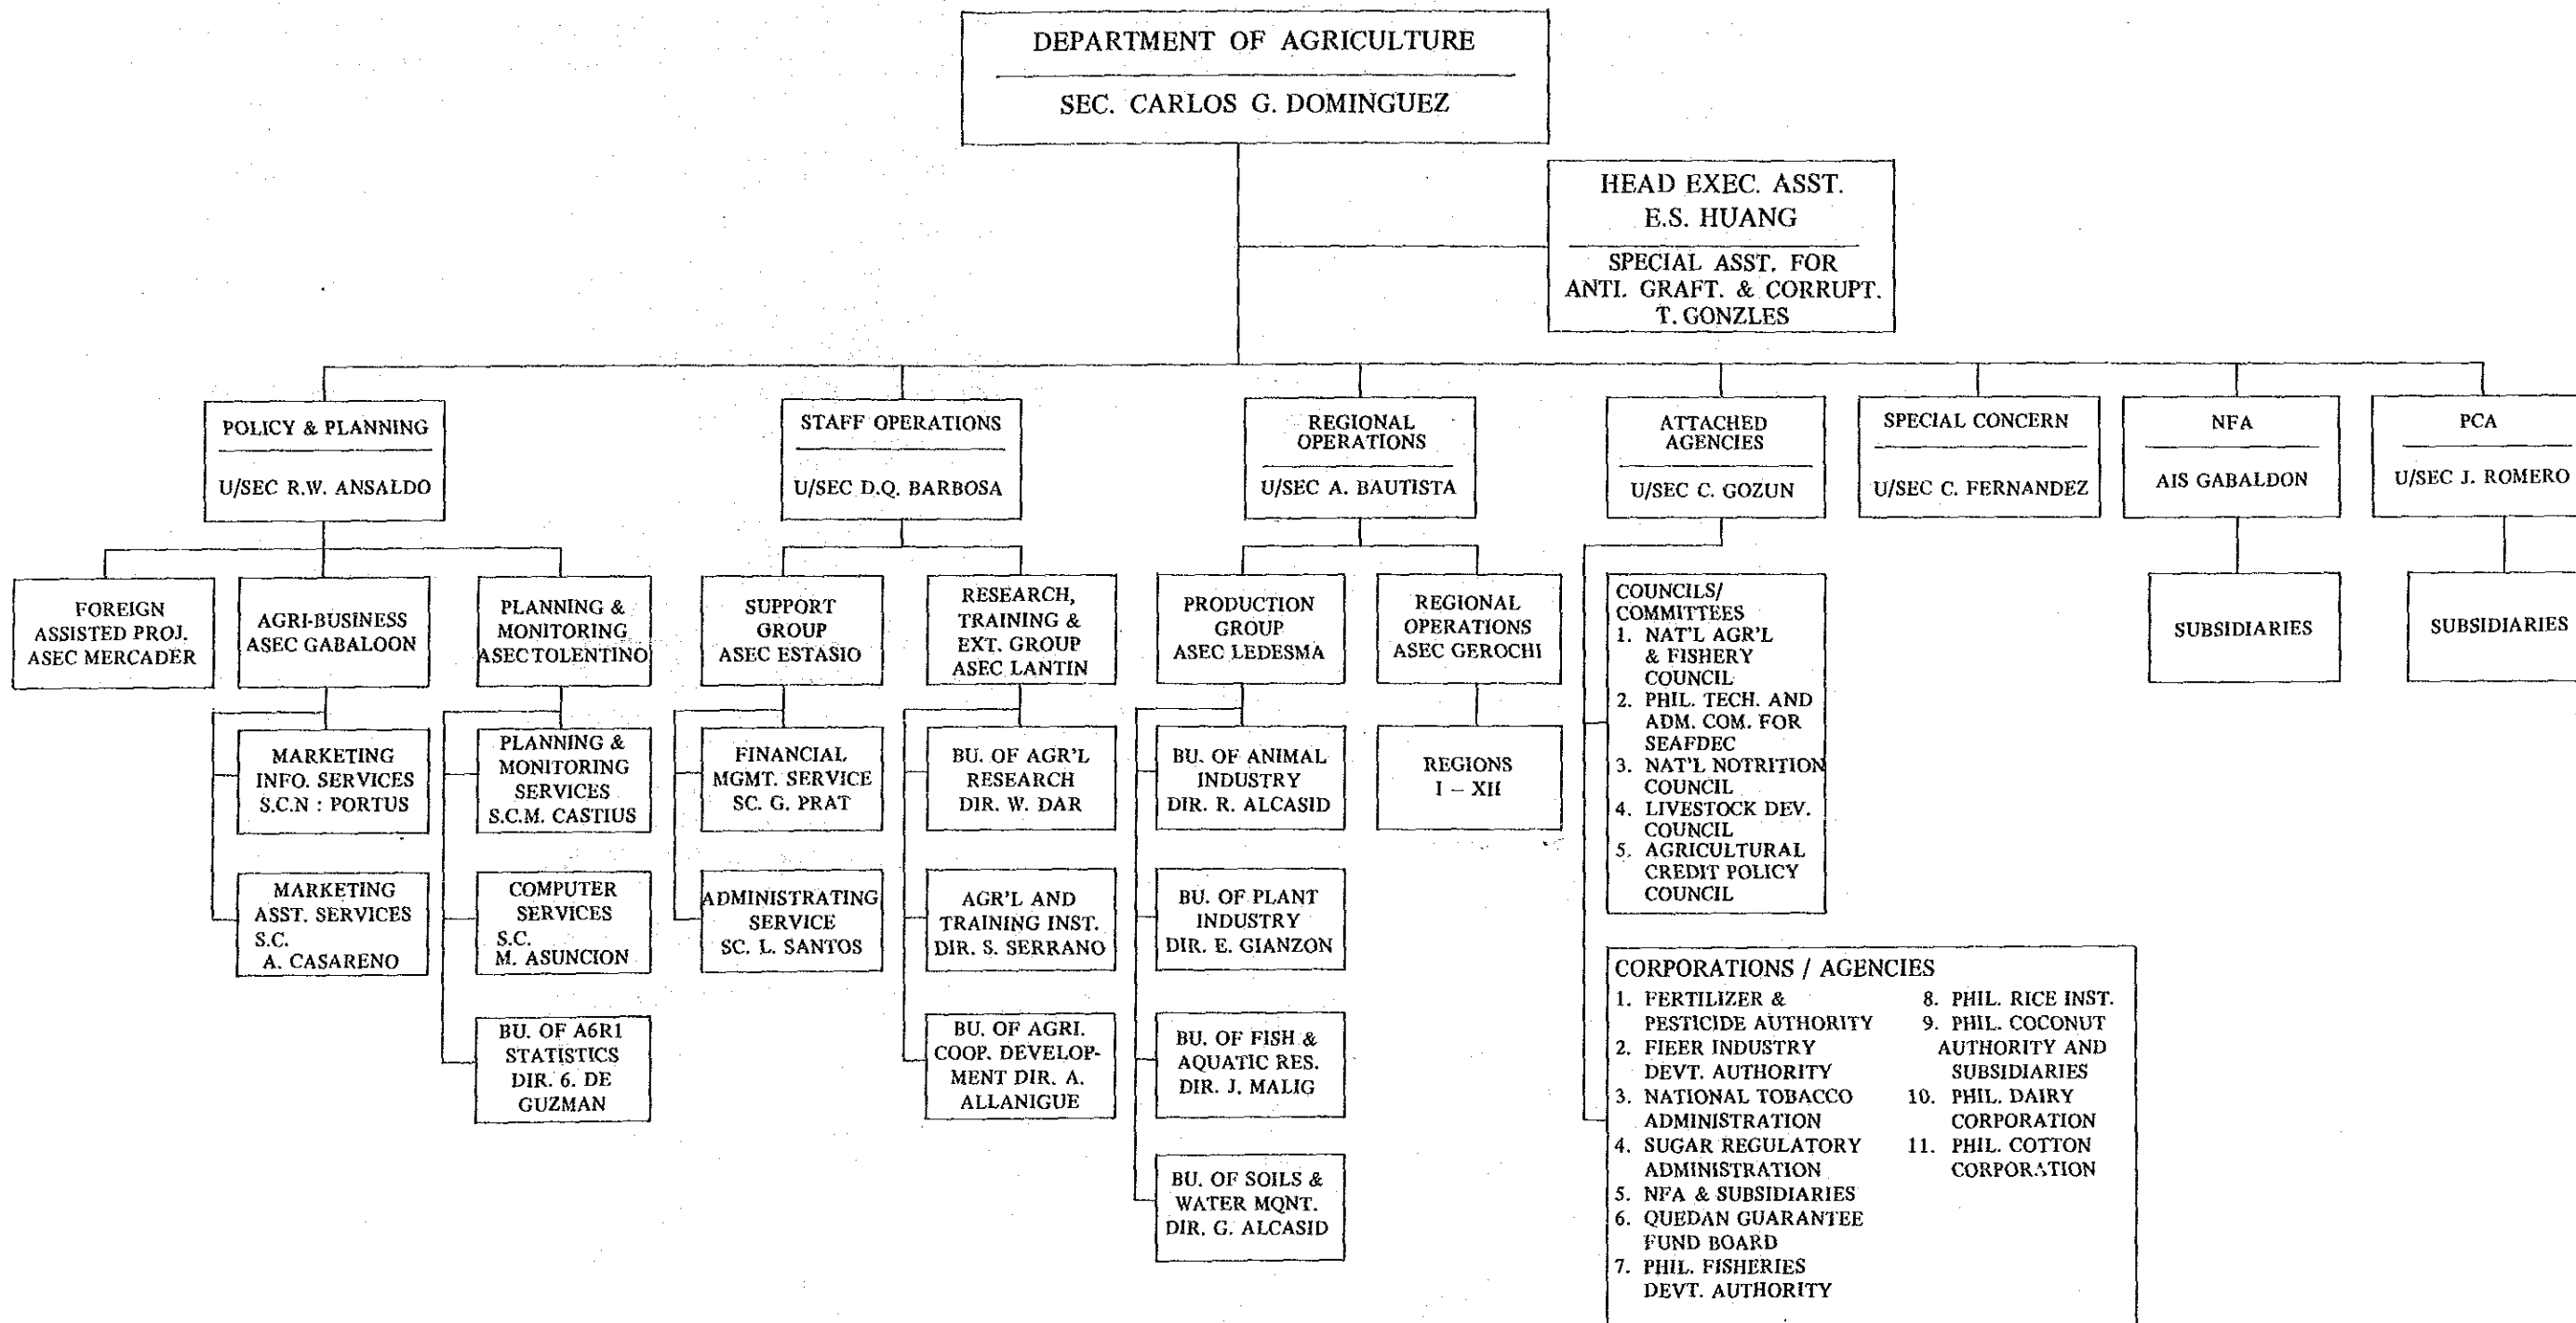 DEPARTMENT OF AGRICULTURE
SEC. CARLOS G. DOMINGUEZ
HEAD EXEC. ASST.
E.S. HUANG
SPECIAL ASST. FOR
ANTI. GRAFT. & CORRUPT.
T. GONZLES
POLICY & PLANNING
U/SEC R.W. ANSALDO
STAFF OPERATIONS
U/SEC D.Q. BARBOSA
REGIONAL
OPERATIONS
U/SEC A. BAUTISTA
ATTACHED
AGENCIES
U/SEC C. GOZUN
SPECIAL CONCERN
U/SEC C. FERNANDEZ
NFA
AIS GABALDON
PCA
U/SEC J. ROMERO
FOREIGN
ASSISTED PROJ.
ASEC MERCADER
AGRI-BUSINESS
ASEC GABALOON
PLANNING &
MONITORING
ASEC TOLENTINO
SUPPORT
GROUP
ASEC ESTASIO
RESEARCH,
TRAINING &
EXT. GROUP
ASEC LANTIN
PRODUCTION
GROUP
ASEC LEDESMA
REGIONAL
OPERATIONS
ASEC GEROCHI
COUNCILS/
COMMITTEES
1. NAT'L AGR'L
& FISHERY
COUNCIL
2. PHIL. TECH. AND
ADM. COM. FOR
SEAFDEC
3. NAT'L NOTRITION
COUNCIL
4. LIVESTOCK DEV.
COUNCIL
5. AGRICULTURAL
CREDIT POLICY
COUNCIL
SUBSIDIARIES
SUBSIDIARIES
MARKETING
INFO. SERVICES
S.C.N : PORTUS
PLANNING &
MONITORING
SERVICES
S.C.M. CASTIUS
FINANCIAL
MGMT. SERVICE
SC. G. PRAT
BU. OF AGR'L
RESEARCH
DIR. W. DAR
BU. OF ANIMAL
INDUSTRY
DIR. R. ALCASID
REGIONS
I – XII
MARKETING
ASST. SERVICES
S.C.
A. CASARENO
COMPUTER
SERVICES
S.C.
M. ASUNCION
ADMINISTRATING
SERVICE
SC. L. SANTOS
AGR'L AND
TRAINING INST.
DIR. S. SERRANO
BU. OF PLANT
INDUSTRY
DIR. E. GIANZON
BU. OF A6R1
STATISTICS
DIR. 6. DE
GUZMAN
BU. OF AGRI.
COOP. DEVELOP-
MENT DIR. A.
ALLANIGUE
BU. OF FISH &
AQUATIC RES.
DIR. J. MALIG
BU. OF SOILS &
WATER MQNT.
DIR. G. ALCASID
CORPORATIONS / AGENCIES
1. FERTILIZER &
PESTICIDE AUTHORITY
2. FIEER INDUSTRY
DEVT. AUTHORITY
3. NATIONAL TOBACCO
ADMINISTRATION
4. SUGAR REGULATORY
ADMINISTRATION
5. NFA & SUBSIDIARIES
6. QUEDAN GUARANTEE
FUND BOARD
7. PHIL. FISHERIES
DEVT. AUTHORITY
8. PHIL. RICE INST.
9. PHIL. COCONUT
AUTHORITY AND
SUBSIDIARIES
10. PHIL. DAIRY
CORPORATION
11. PHIL. COTTON
CORPORATION